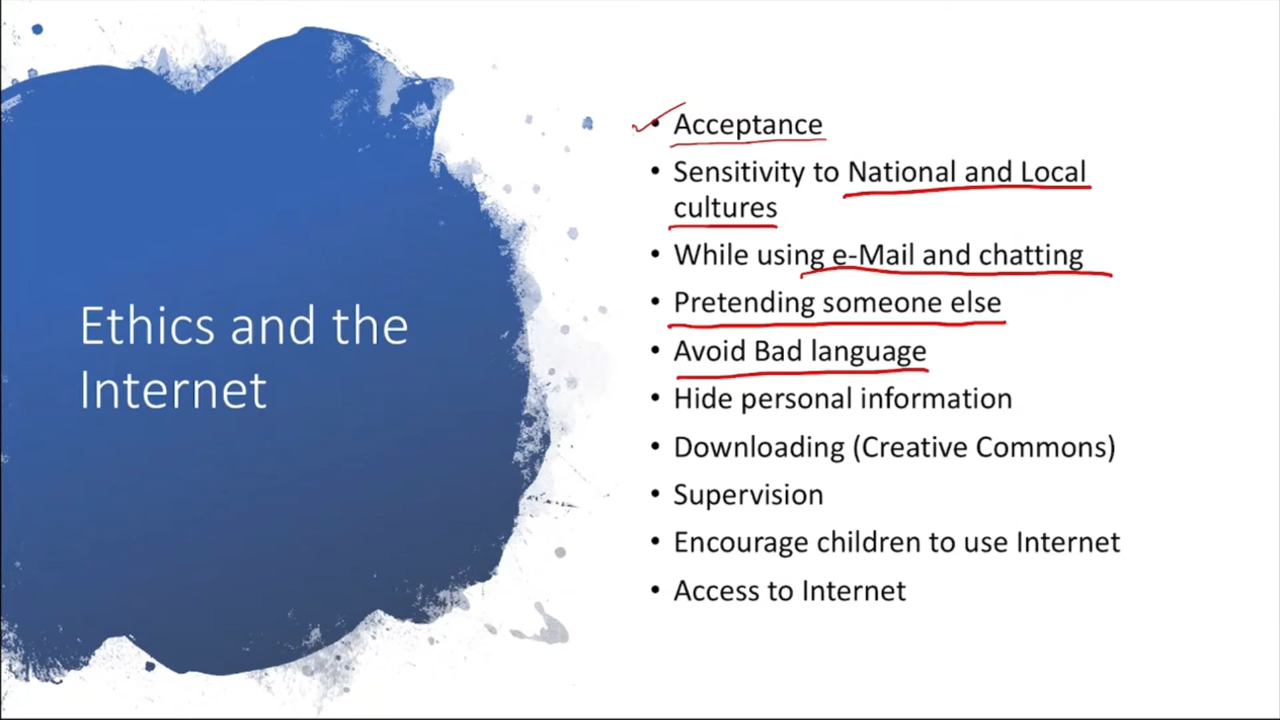 Ethics and the
Internet
• Acceptance
• Sensitivity to National and Local
cultures
• While using e-Mail and chatting
• Pretending someone else
• Avoid Bad language
• Hide personal information
• Downloading (Creative Commons)
• Supervision
• Encourage children to use Internet
• Access to Internet